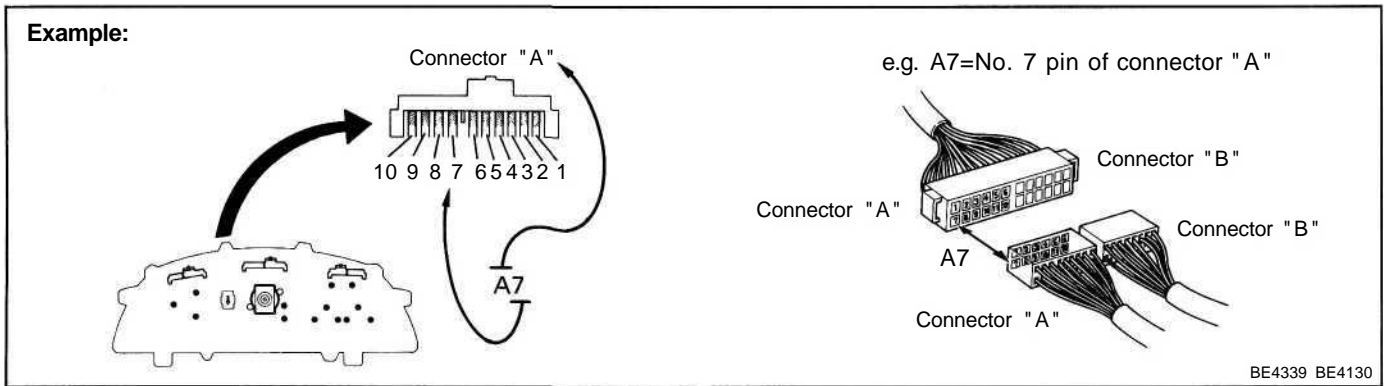 Example:
Connector "A"
10 9 8 7 6 5 4 3 2 1
A7
e.g. A7=No. 7 pin of connector "A"
Connector "B"
Connector "A"
Connector "B"
A7
Connector "A"
BE4339 BE4130